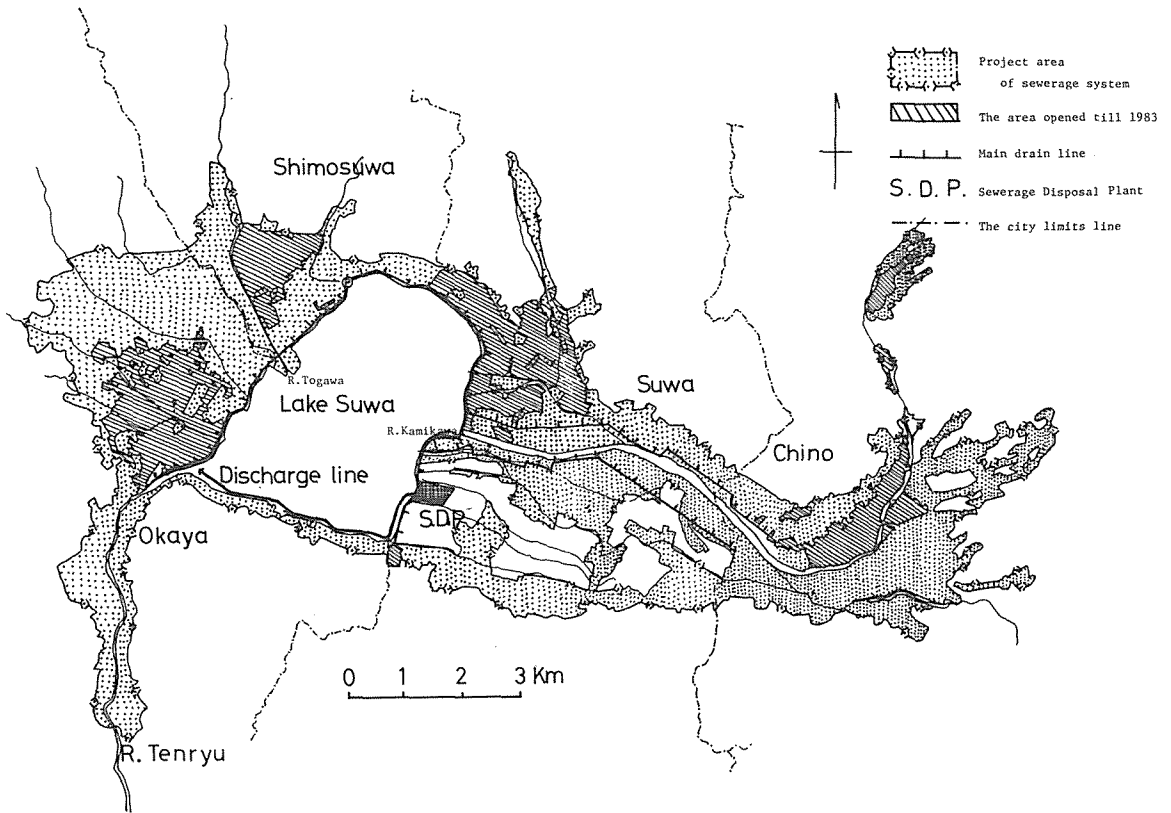 Project area
of sewerage system
The area opened till 1983
Main drain line
S. D. P. Sewerage Disposal Plant
The city limits line
Shimosuwa
R.Togawa
Lake Suwa
Suwa
R.Kamikawa
Chino
Discharge line
S.D.P.
Okaya
0 1 2 3 Km
R. Tenryu